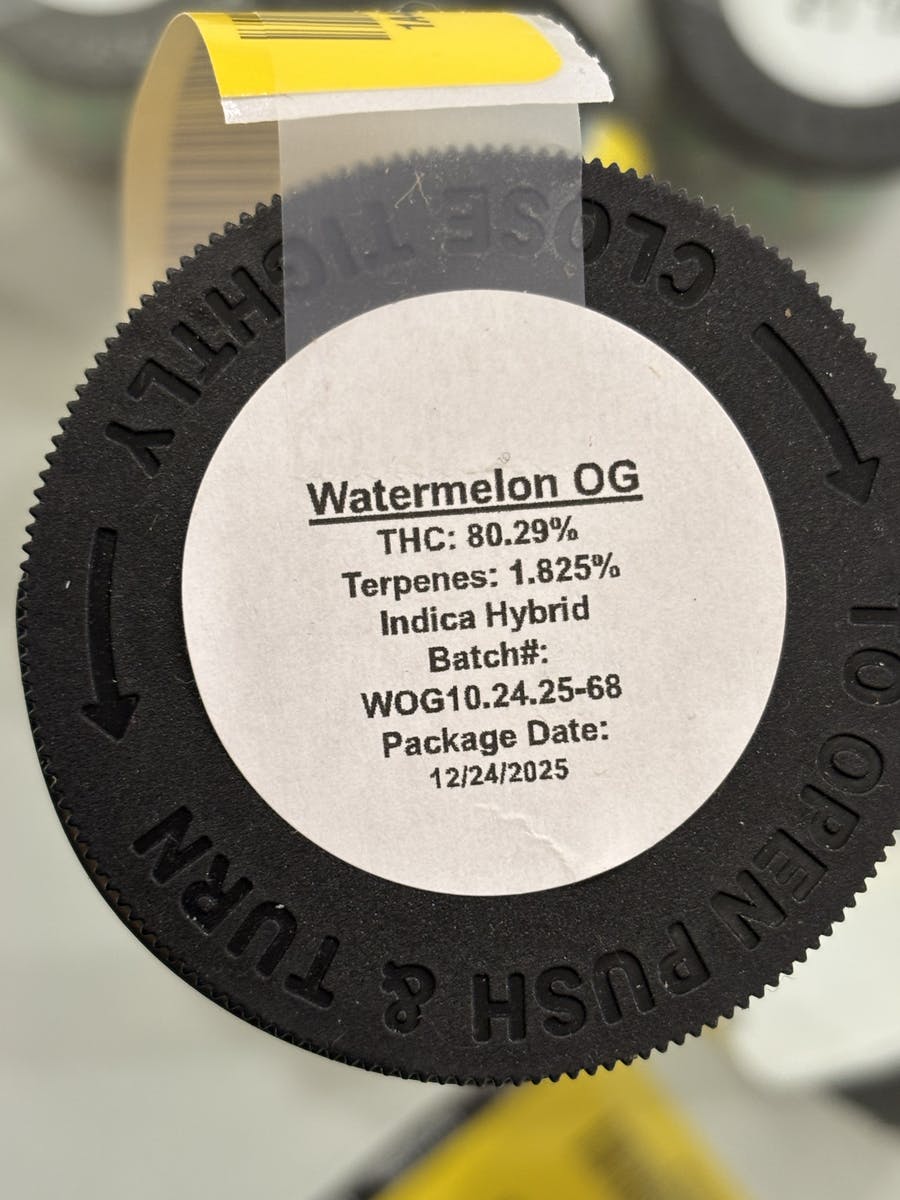 Watermelon OG
THC: 80.29%
Terpenes: 1.825%
Indica Hybrid
Batch#:
WOG10.24.25-68
Package Date:
12/24/2025
CLOSE TIGHTLY
TO OPEN PUSH & TURN